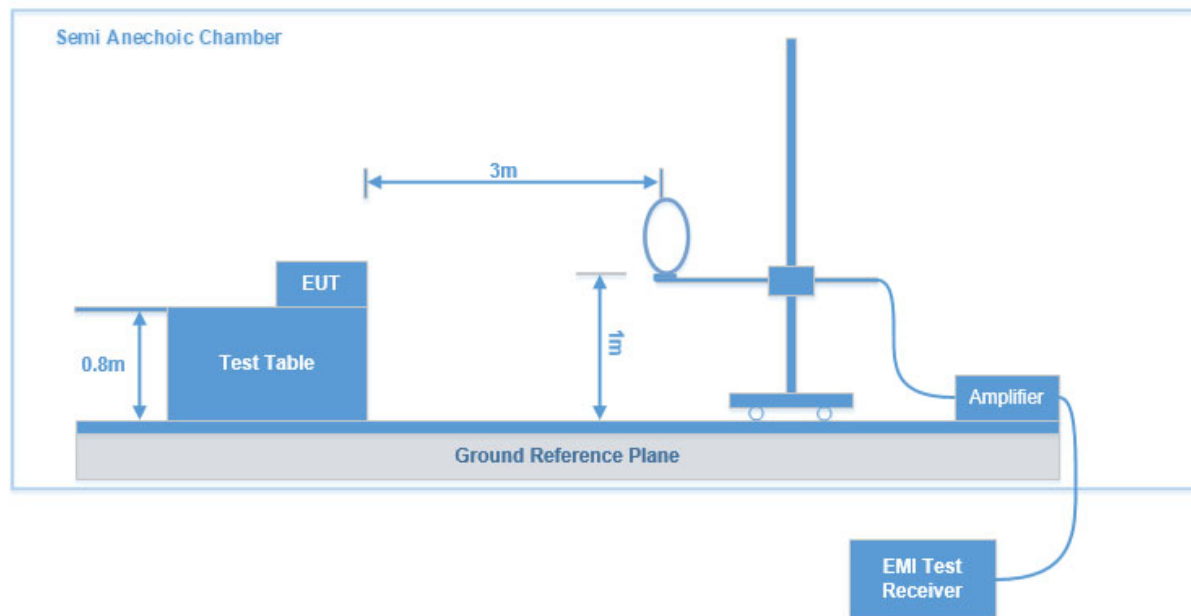 Semi Anechoic Chamber
3m
EUT
1m
0.8m
Test Table
Amplifier
Ground Reference Plane
EMI Test
Receiver